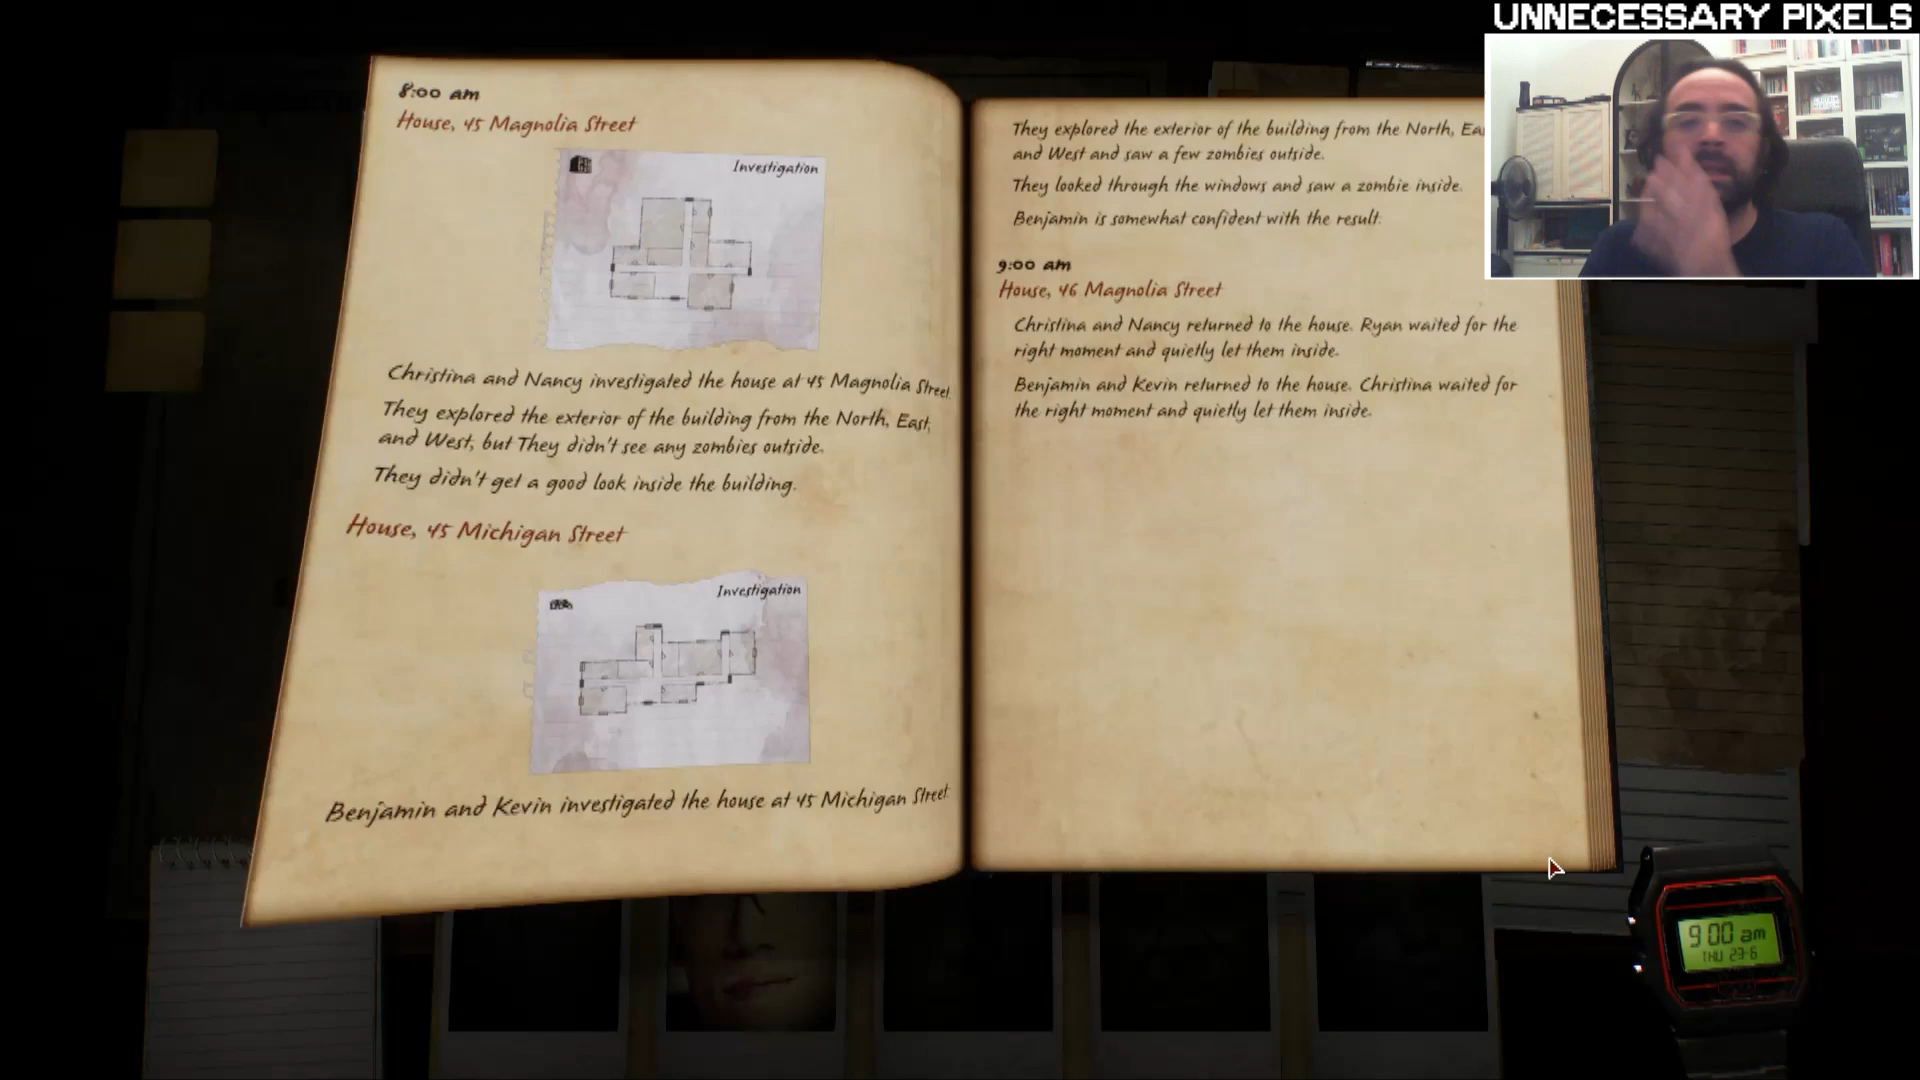 UNNECESSARY PIXELS
8:00 am
House, 45 Magnolia Street
Investigation
Christina and Nancy investigated the house at 45 Magnolia Street.
They explored the exterior of the building from the North, East,
and West, but They didn't see any zombies outside.
They didn't get a good look inside the building.
House, 45 Michigan Street
Investigation
Benjamin and Kevin investigated the house at 45 Michigan Street.
They explored the exterior of the building from the North,
and West and saw a few zombies outside.
They looked through the windows and saw a zombie inside.
Benjamin is somewhat confident with the result.
9:00 am
House, 46 Magnolia Street
Christina and Nancy returned to the house. Ryan waited for the
right moment and quietly let them inside.
Benjamin and Kevin returned to the house. Christina waited for
the right moment and quietly let them inside.
9:00 am
THU 23-6